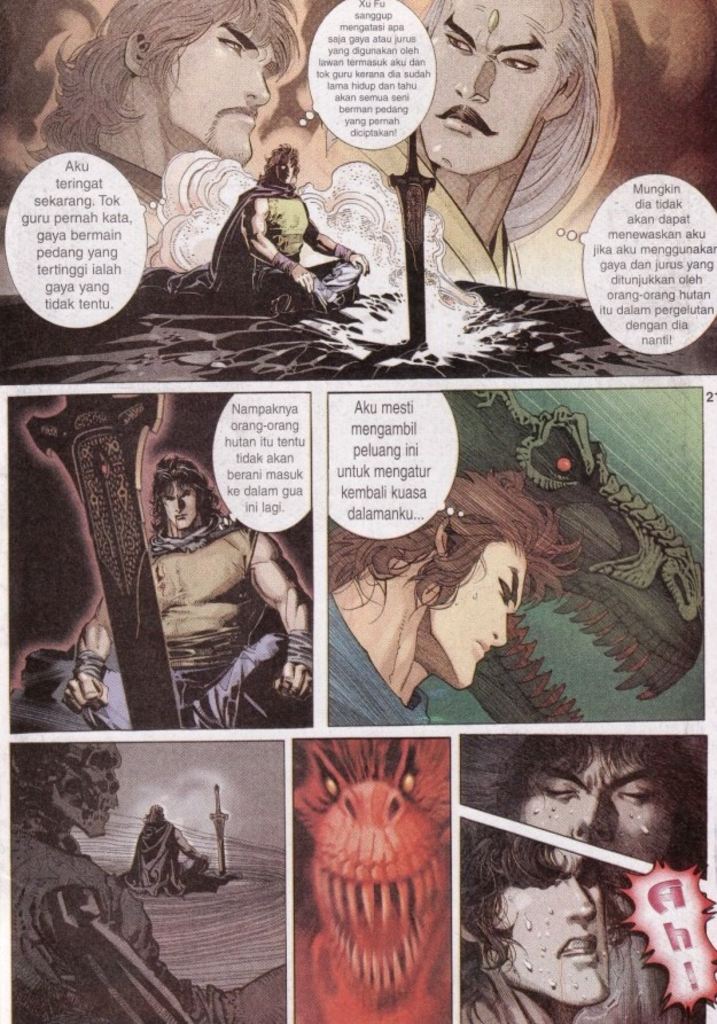 Xu Fu
sanggup
mengatasi apa
saja gaya atau jurus
yang digunakan oleh
lawan termasuk aku dan
tok guru kerana dia sudah
lama hidup dan tahu
akan semua seni
berman pedang
yang pernah
diciptakan!
Aku
teringat
sekarang. Tok
guru pernah kata,
gaya bermain
pedang yang
tertinggi ialah
gaya yang
tidak tentu.
Mungkin
dia tidak
akan dapat
menewaskan aku
jika aku menggunakan
gaya dan jurus yang
ditunjukkan oleh
orang-orang hutan
itu dalam pergelutan
dengan dia
nanti!
Nampaknya
orang-orang
hutan itu tentu
tidak akan
berani masuk
ke dalam gua
ini lagi.
Aku mesti
mengambil
peluang ini
untuk mengatur
kembali kuasa
dalamanku...
21
Ah!